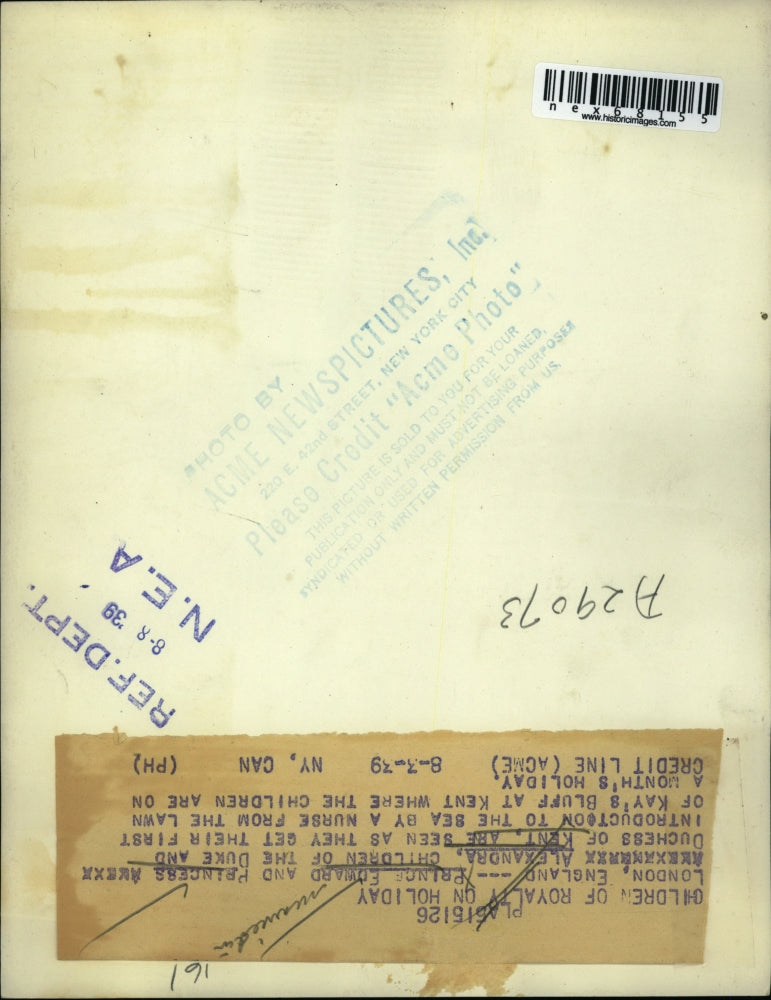 nex68155
www.historicimages.com
PHOTO BY
ACME NEWSPICTURES, Inc.
220 E. 42nd STREET, NEW YORK CITY
Please Credit "Acme Photo"
THIS PICTURE IS SOLD TO YOU FOR YOUR
PUBLICATION ONLY AND MUST NOT BE LOANED,
SYNDICATED OR USED FOR ADVERTISING PURPOSES
WITHOUT WRITTEN PERMISSION FROM US.
A29073
REF. DEPT.
8-8 '39
N.E.A
161
PLA615126
CHILDREN OF ROYALTY ON HOLIDAY
LONDON, ENGLAND --- PRINCE EDWARD AND PRINCESS
ALEXANDRA, CHILDREN OF THE DUKE AND
DUCHESS OF KENT, ARE SEEN AS THEY GET THEIR FIRST
INTRODUCTION TO THE SEA BY A NURSE FROM THE LAWN
OF KAY'S BLUFF AT KENT WHERE THE CHILDREN ARE ON
A MONTH'S HOLIDAY
CREDIT LINE (ACME) 8-3-39 NY, CAN (PH)